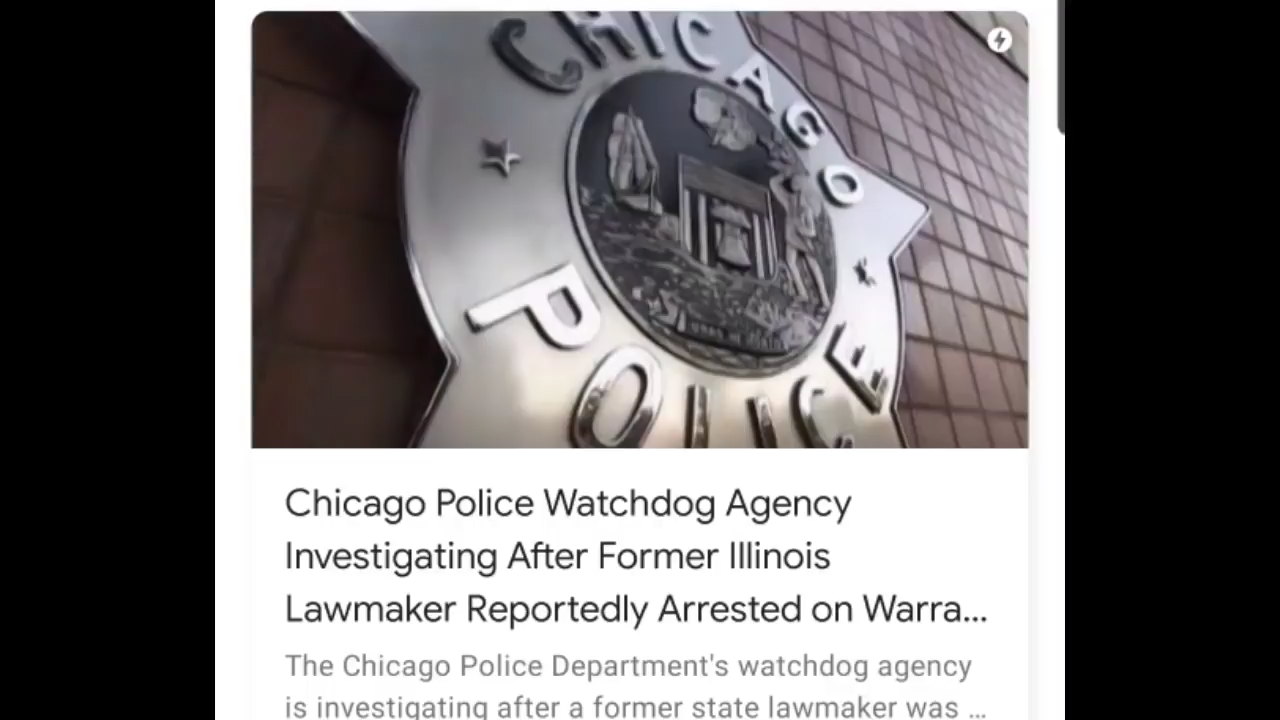 CHICAGO
POLICE
Chicago Police Watchdog Agency
Investigating After Former Illinois
Lawmaker Reportedly Arrested on Warra...
The Chicago Police Department's watchdog agency
is investigating after a former state lawmaker was ...